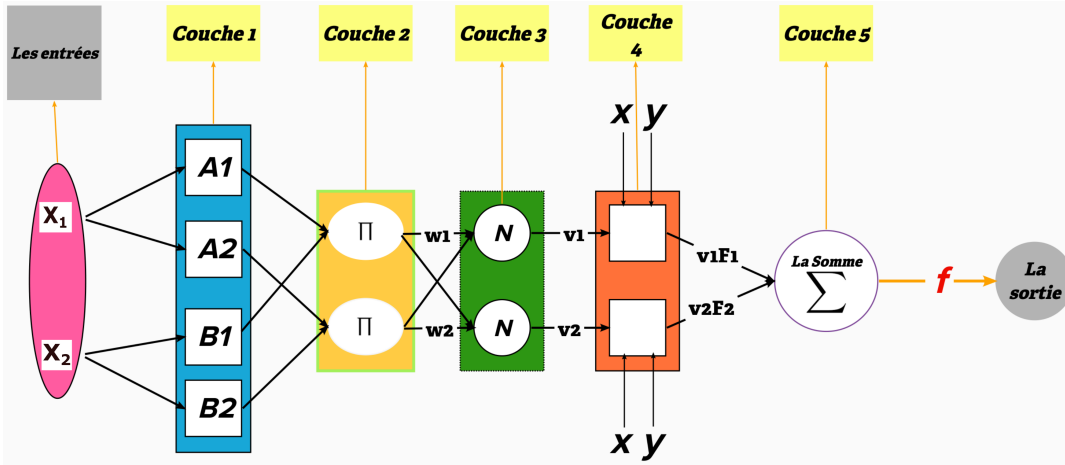 Les entrées
Couche 1
Couche 2
Couche 3
Couche
4
Couche 5
x y
X1
X2
A1
A2
B1
B2
Π
Π
w1
w2
N
N
v1
v2
v1F1
v2F2
x y
La Somme
∑
f
La
sortie